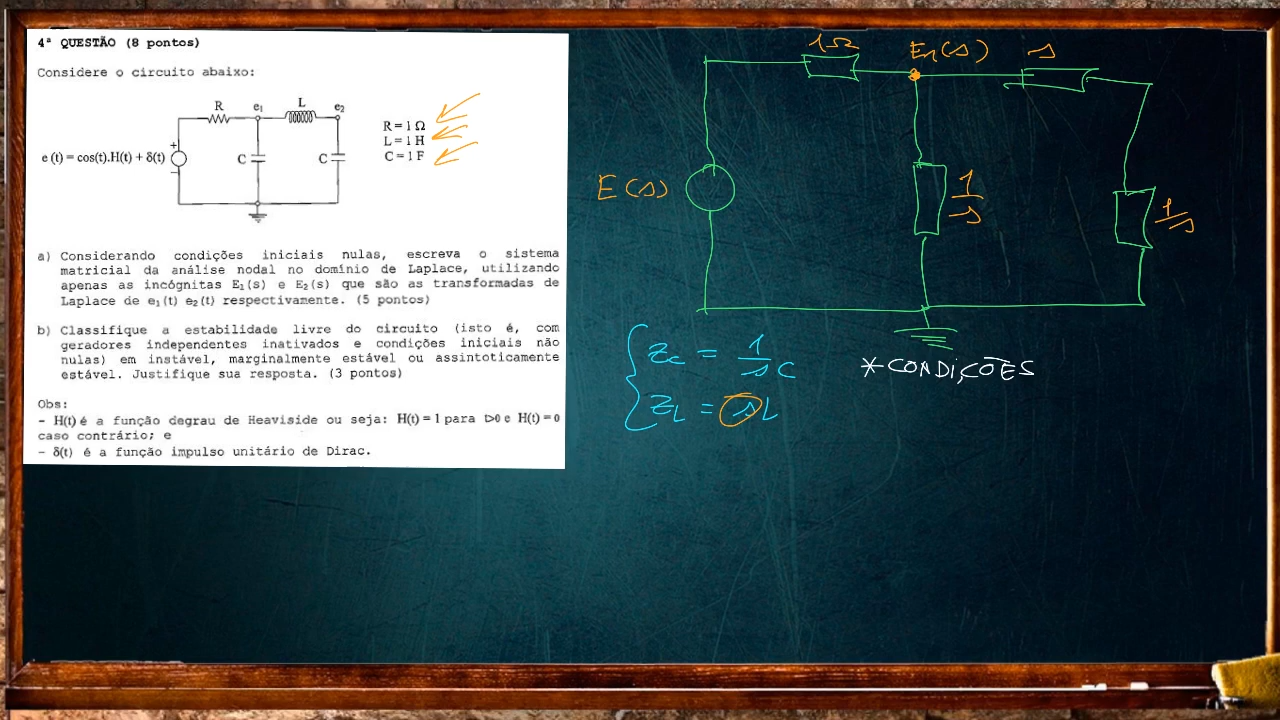 4ª QUESTÃO (8 pontos)
Considere o circuito abaixo:
R
e₁
L
e₂
R = 1 Ω
L = 1 H
C = 1 F
+
e (t) = cos(t).H(t) + δ(t)
C
C
−
a) Considerando condições iniciais nulas, escreva o sistema
matricial da análise nodal no domínio de Laplace, utilizando
apenas as incógnitas E₁(s) e E₂(s) que são as transformadas de
Laplace de e₁(t) e₂(t) respectivamente. (5 pontos)
b) Classifique a estabilidade livre do circuito (isto é, com
geradores independentes inativados e condições iniciais não
nulas) em instável, marginalmente estável ou assintoticamente
estável. Justifique sua resposta. (3 pontos)
Obs:
- H(t) é a função degrau de Heaviside ou seja: H(t) = 1 para t>0 e H(t) = 0
caso contrário; e
- δ(t) é a função impulso unitário de Dirac.
1Ω
E₁(s)
s
E(s)
1/s
1/s
Zc = 1/sC
ZL = sL
*CONDIÇÕES